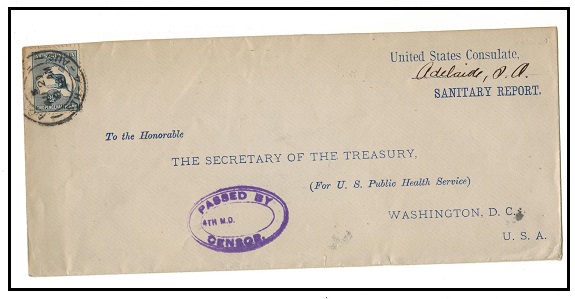 United States Consulate,
Adelaide, S. A.
SANITARY REPORT.
To the Honorable
THE SECRETARY OF THE TREASURY,
(For U. S. Public Health Service)
WASHINGTON, D. C.,
U. S. A.
PASSED BY
4TH M.D.
CENSOR.